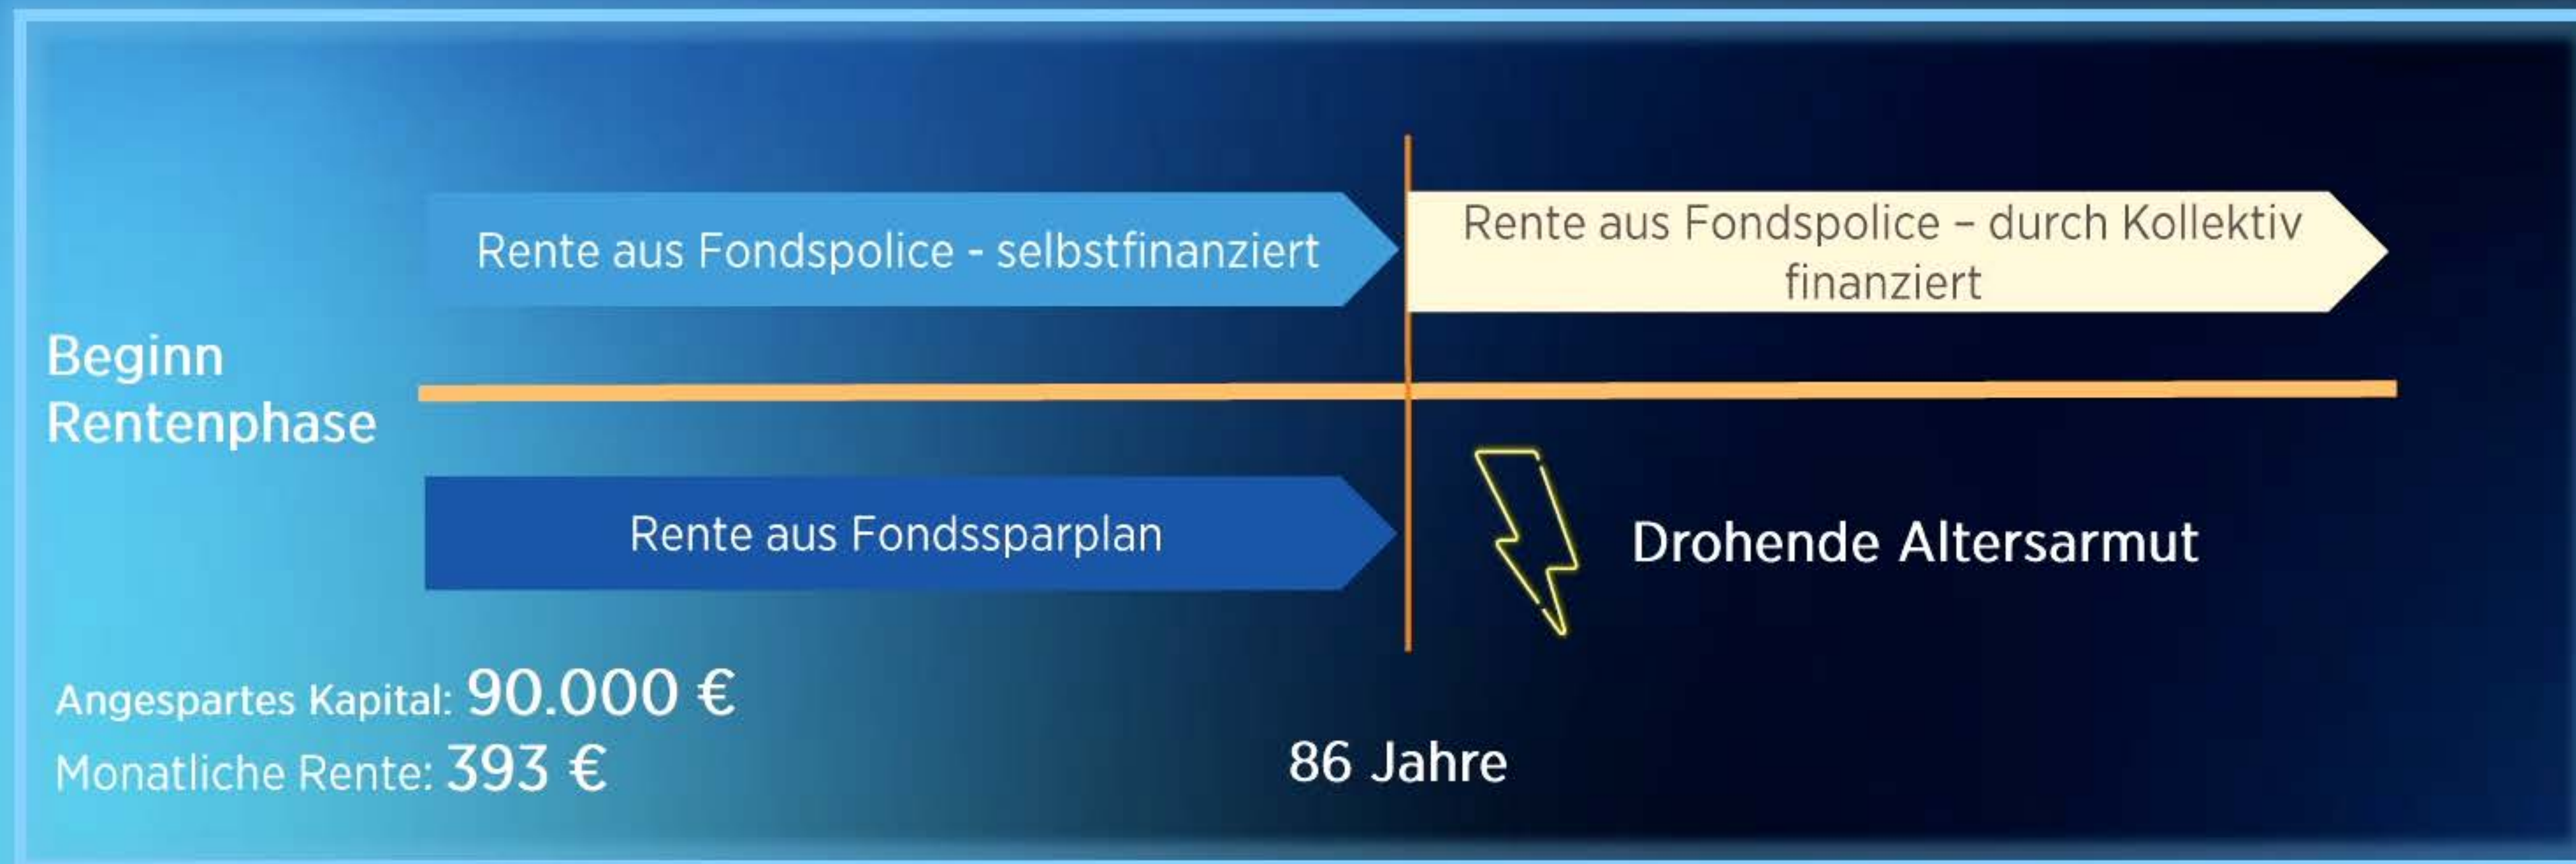 Rente aus Fondspolice - selbstfinanziert
Rente aus Fondspolice – durch Kollektiv
finanziert
Beginn
Rentenphase
Rente aus Fondssparplan
Drohende Altersarmut
Angespartes Kapital: 90.000 €
Monatliche Rente: 393 €
86 Jahre